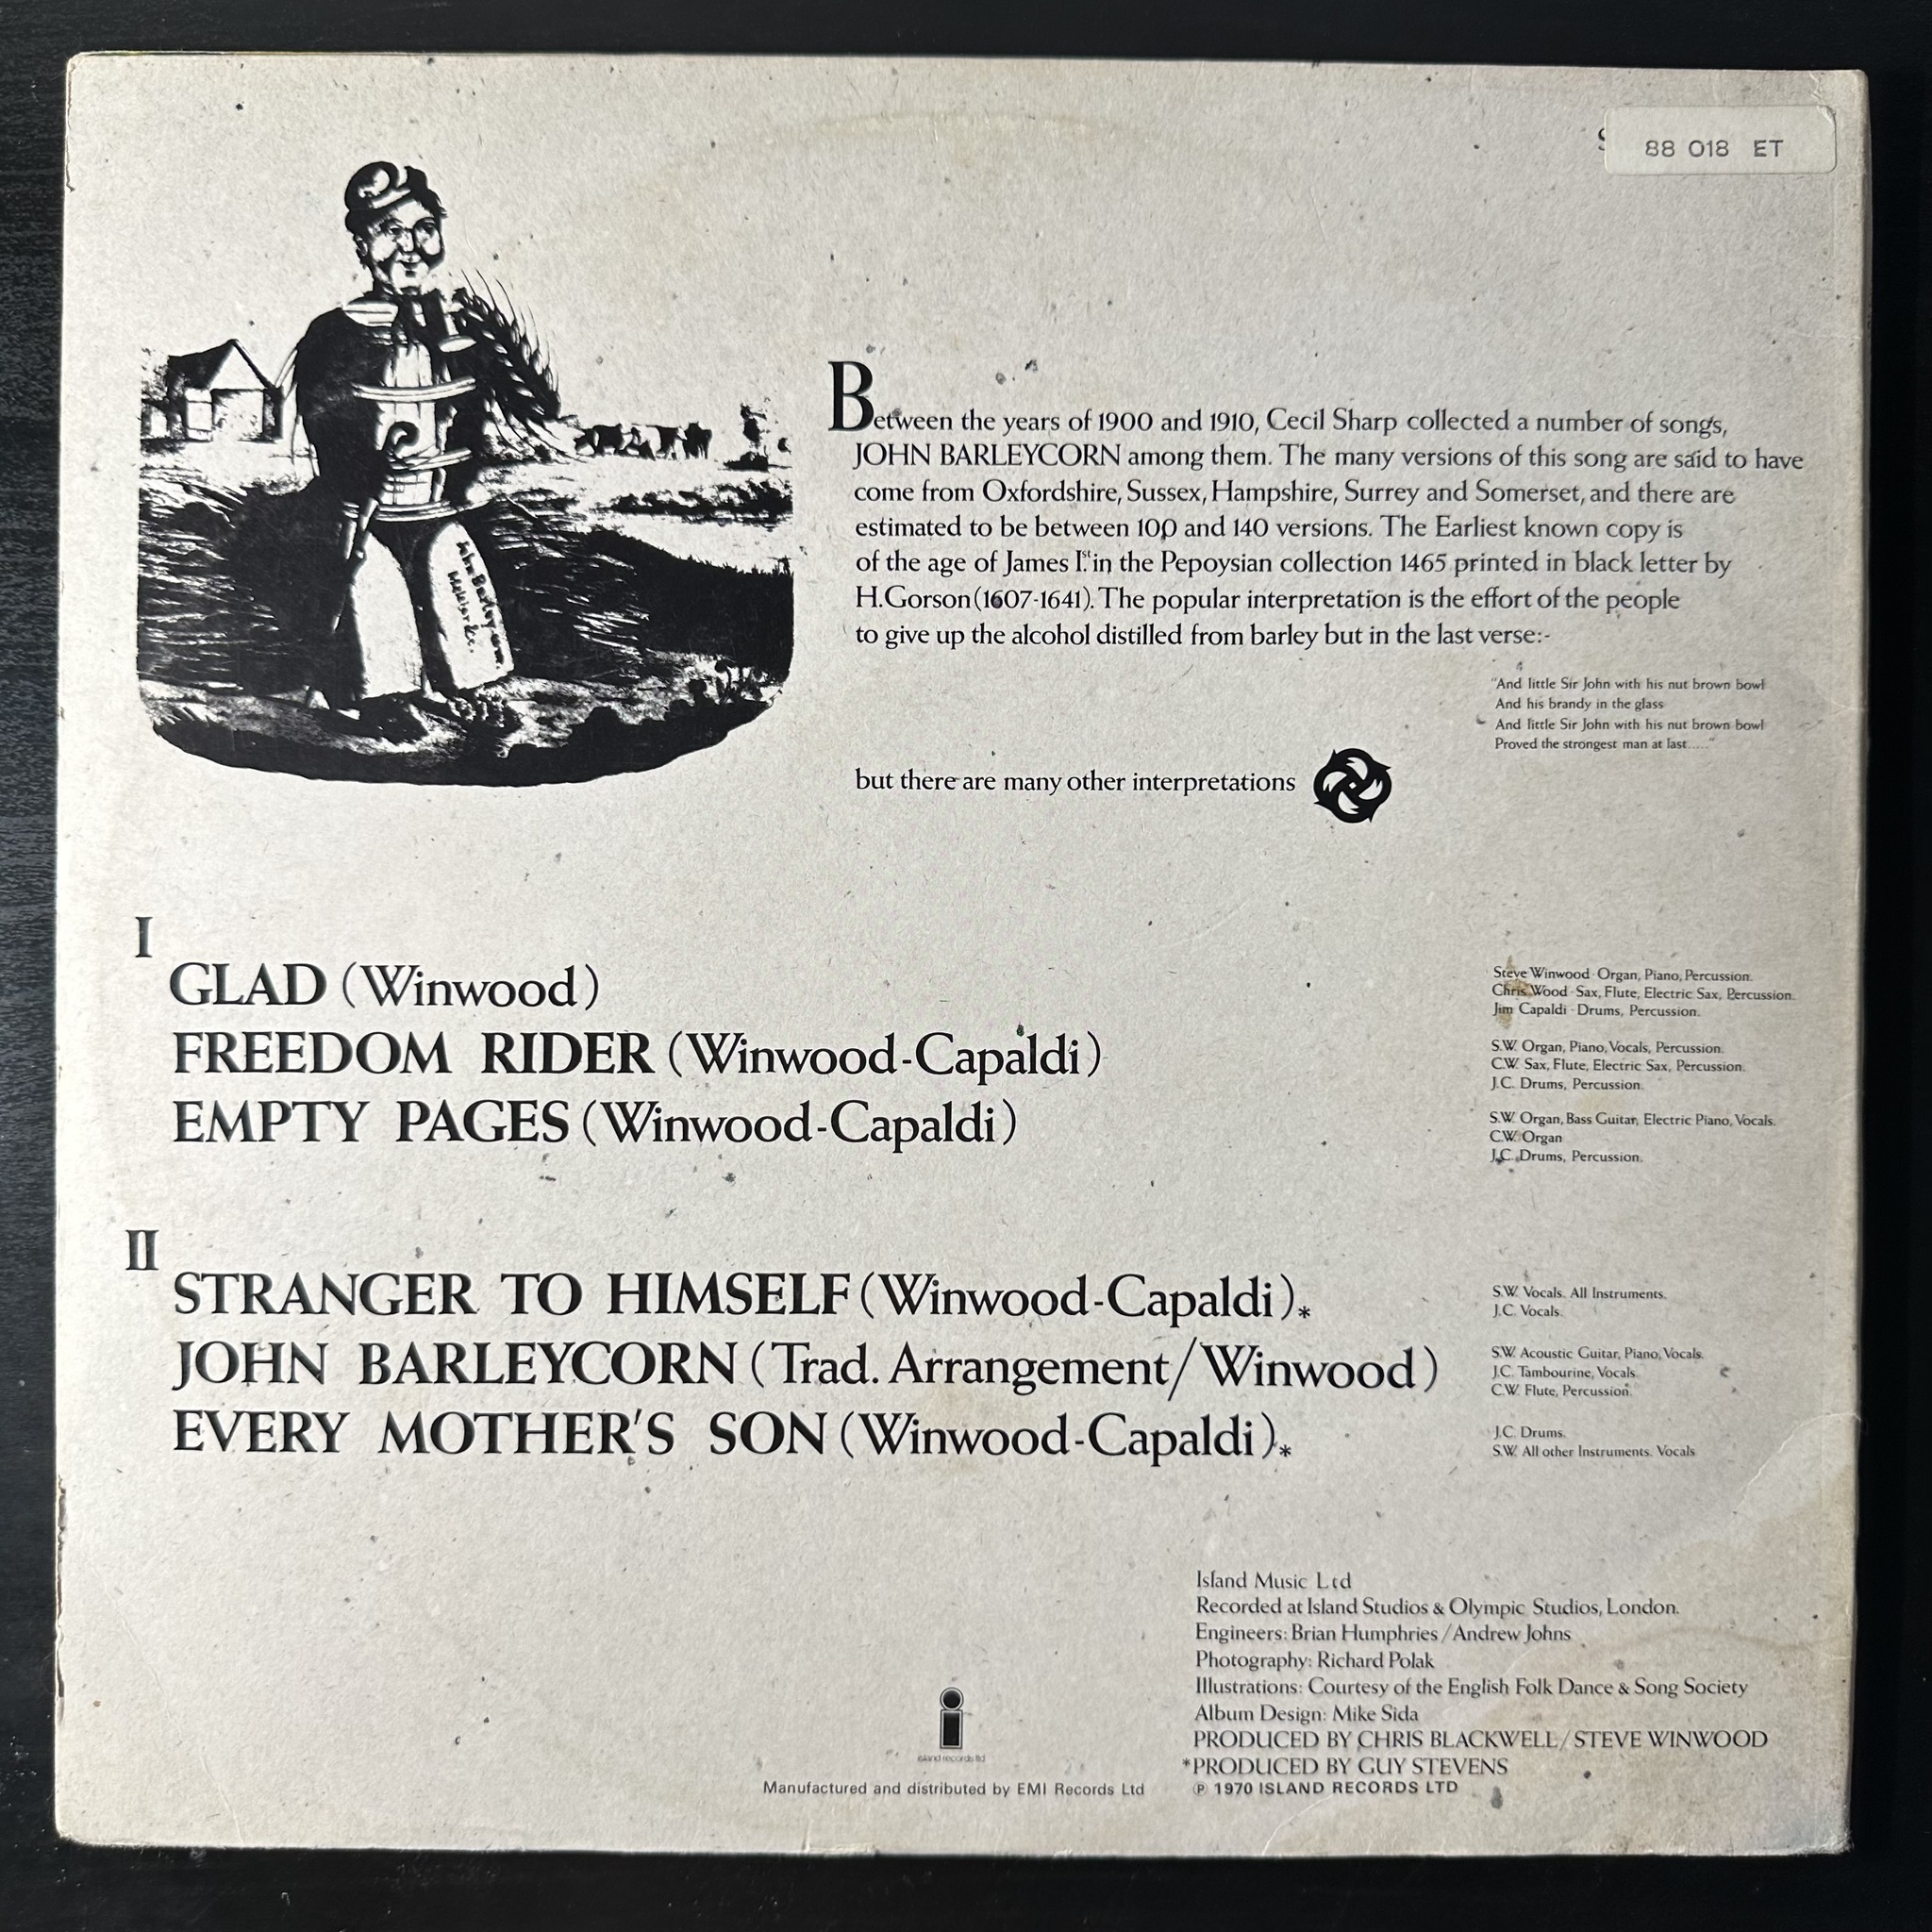 88 018 ET
John Barleycorn
Between the years of 1900 and 1910, Cecil Sharp collected a number of songs,
JOHN BARLEYCORN among them. The many versions of this song are said to have
come from Oxfordshire, Sussex, Hampshire, Surrey and Somerset, and there are
estimated to be between 100 and 140 versions. The Earliest known copy is
of the age of James Ist in the Pepoysian collection 1465 printed in black letter by
H.Gorson (1607-1641). The popular interpretation is the effort of the people
to give up the alcohol distilled from barley but in the last verse:-
"And little Sir John with his nut brown bowl
And his brandy in the glass
And little Sir John with his nut brown bowl
Proved the strongest man at last....."
but there are many other interpretations
I
GLAD (Winwood)
Steve Winwood · Organ, Piano, Percussion.
Chris Wood · Sax, Flute, Electric Sax, Percussion.
Jim Capaldi · Drums, Percussion.
FREEDOM RIDER (Winwood-Capaldi)
S.W. Organ, Piano, Vocals, Percussion.
C.W. Sax, Flute, Electric Sax, Percussion.
J.C. Drums, Percussion.
EMPTY PAGES (Winwood-Capaldi)
S.W. Organ, Bass Guitar, Electric Piano, Vocals.
C.W. Organ
J.C. Drums, Percussion.
II
STRANGER TO HIMSELF (Winwood-Capaldi)*
S.W. Vocals. All Instruments.
J.C. Vocals.
JOHN BARLEYCORN (Trad. Arrangement/Winwood)
S.W. Acoustic Guitar, Piano, Vocals.
J.C. Tambourine, Vocals.
C.W. Flute, Percussion.
EVERY MOTHER'S SON (Winwood-Capaldi)*
J.C. Drums.
S.W. All other Instruments. Vocals
Island Music Ltd
Recorded at Island Studios & Olympic Studios, London.
Engineers: Brian Humphries / Andrew Johns
Photography: Richard Polak
Illustrations: Courtesy of the English Folk Dance & Song Society
Album Design: Mike Sida
PRODUCED BY CHRIS BLACKWELL/STEVE WINWOOD
*PRODUCED BY GUY STEVENS
℗ 1970 ISLAND RECORDS LTD
island records ltd
Manufactured and distributed by EMI Records Ltd